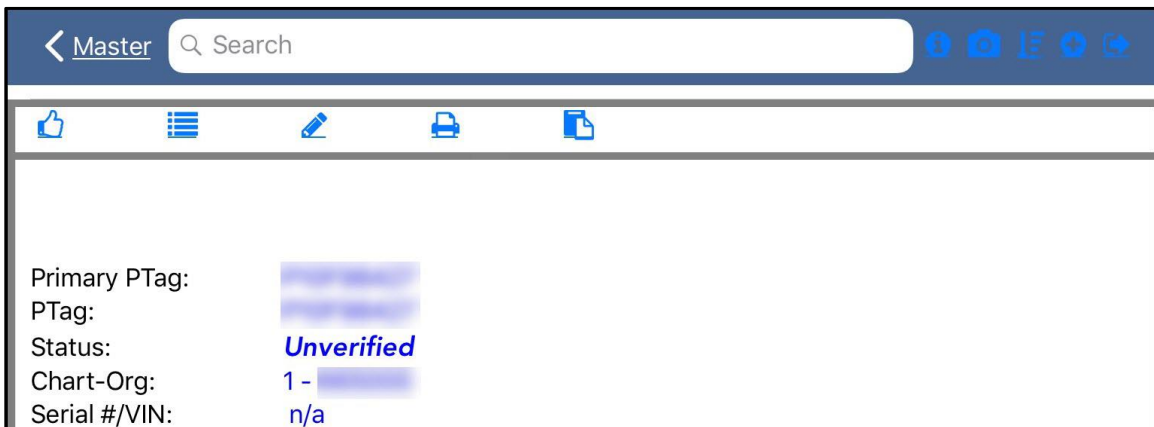 Master
Search
Primary PTag:
PTag:
Status: Unverified
Chart-Org: 1 -
Serial #/VIN: n/a